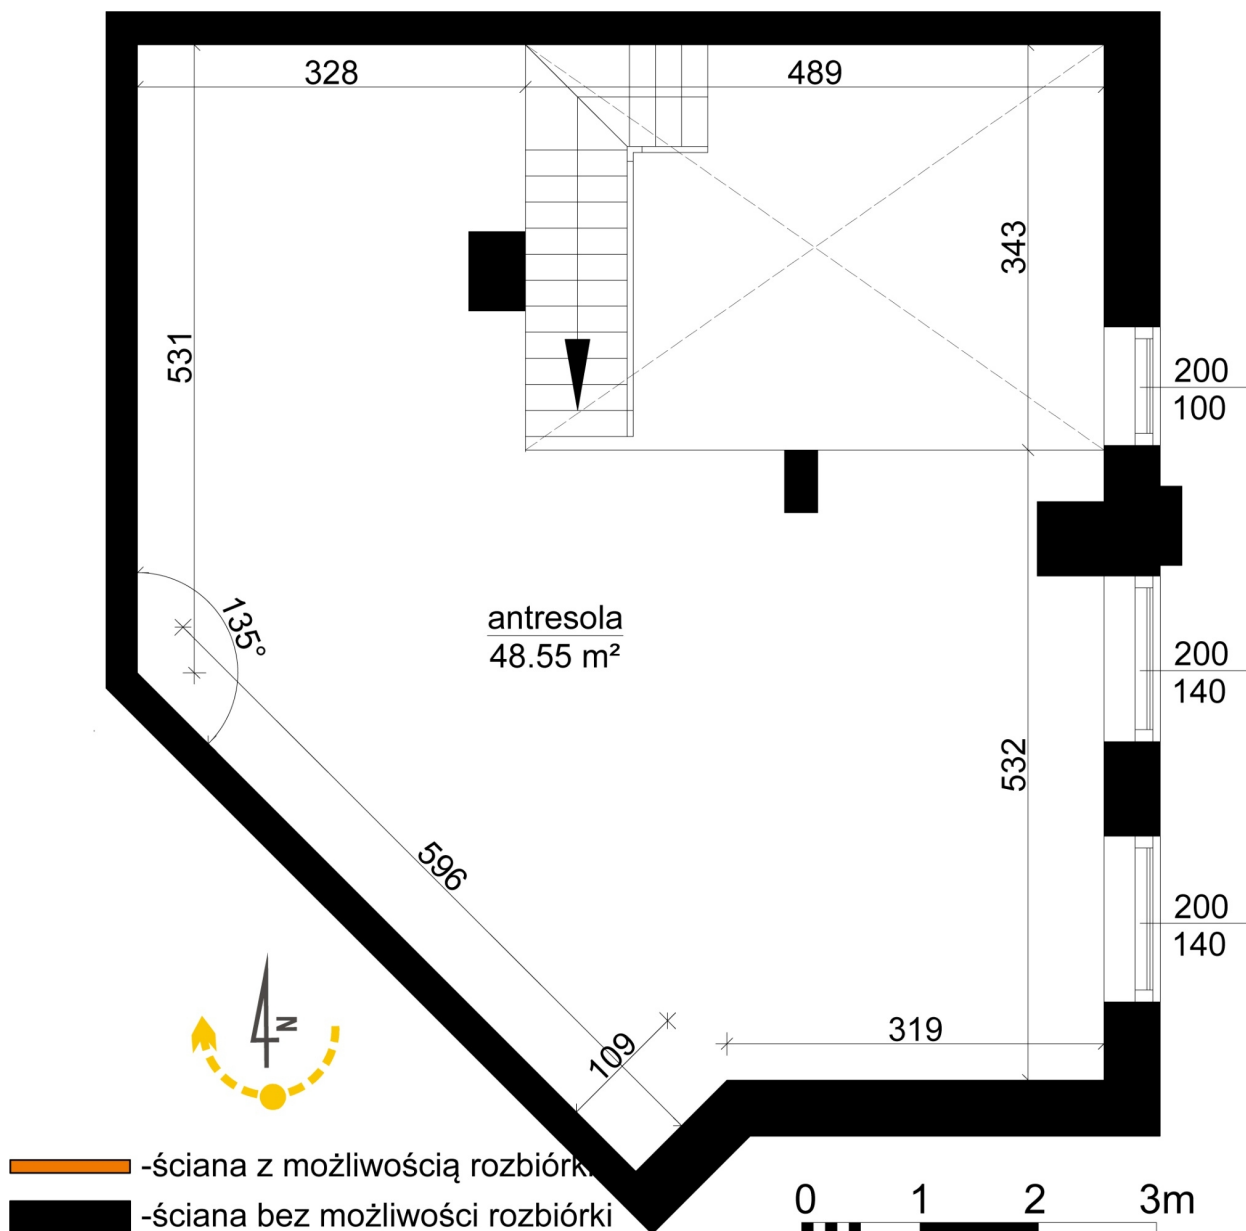 328
489
343
531
200
100
135°
antresola
48.55 m²
200
140
532
596
200
140
109
319
N
-ściana z możliwością rozbiórki
-ściana bez możliwości rozbiórki
0 1 2 3m